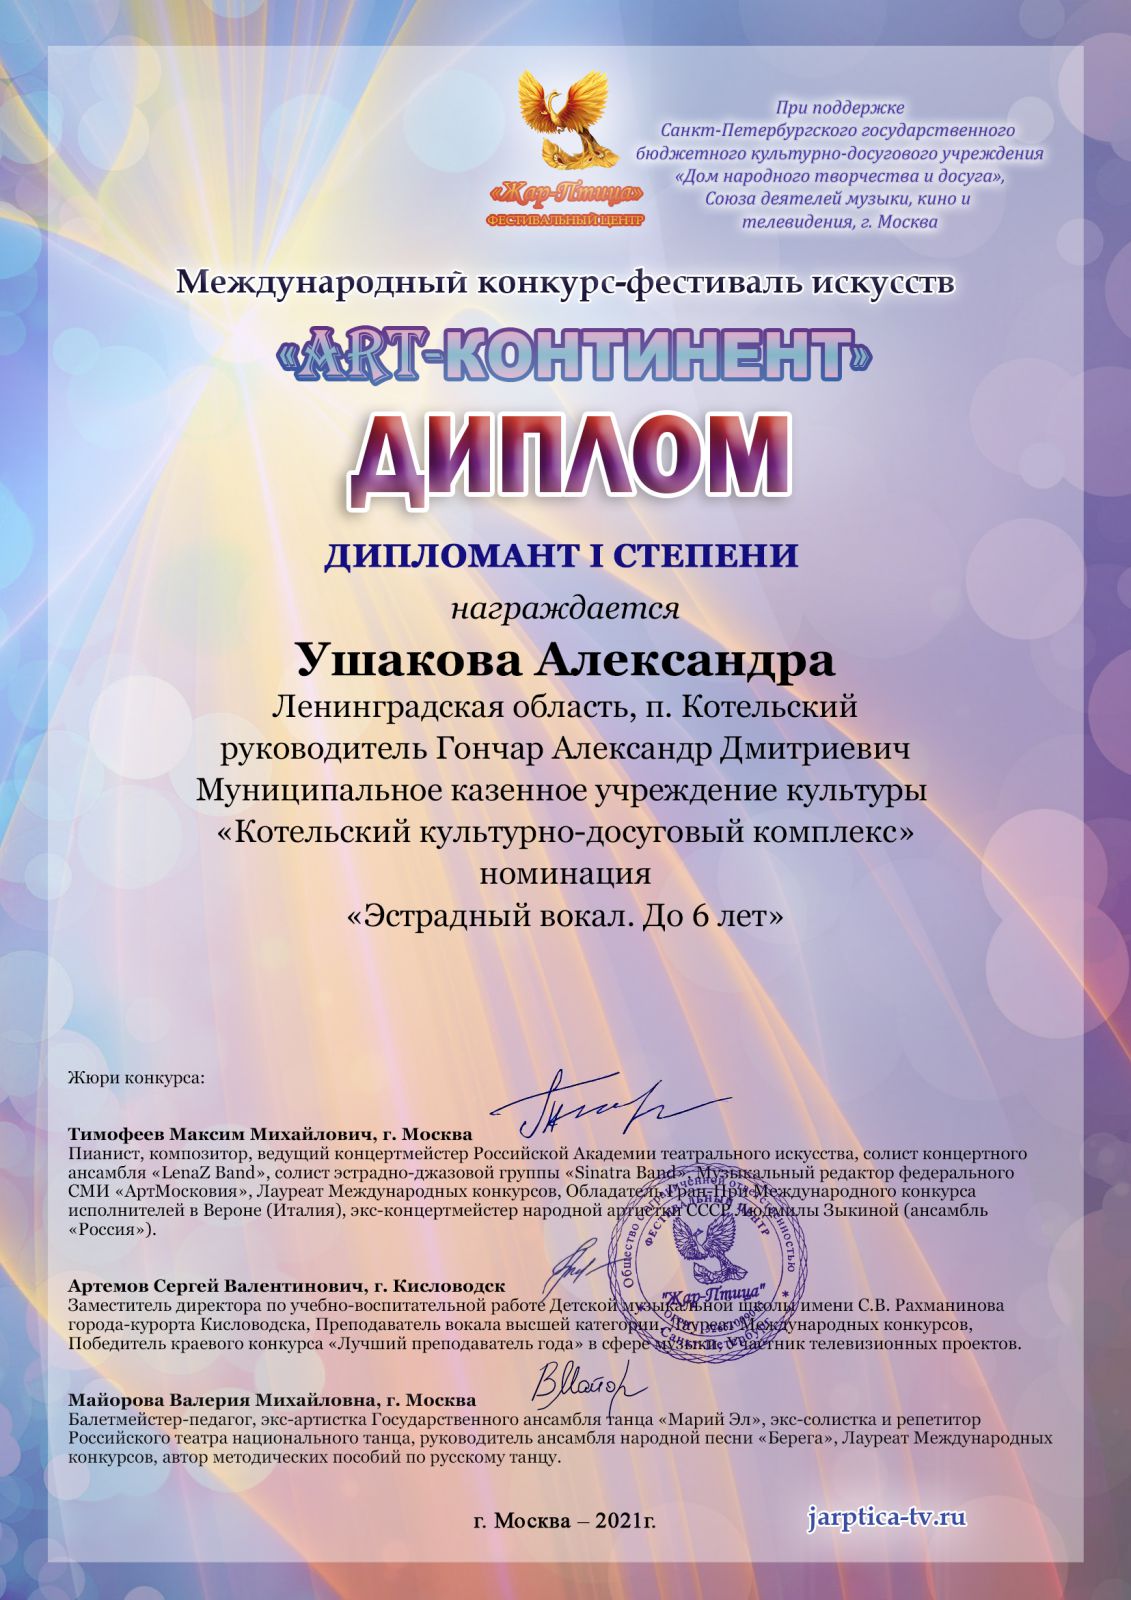 «Жар-Птица»
ФЕСТИВАЛЬНЫЙ ЦЕНТР
При поддержке
Санкт-Петербургского государственного
бюджетного культурно-досугового учреждения
«Дом народного творчества и досуга»,
Союза деятелей музыки, кино и
телевидения, г. Москва
Международный конкурс-фестиваль искусств
«ART-КОНТИНЕНТ»
ДИПЛОМ
ДИПЛОМАНТ I СТЕПЕНИ
награждается
Ушакова Александра
Ленинградская область, п. Котельский
руководитель Гончар Александр Дмитриевич
Муниципальное казенное учреждение культуры
«Котельский культурно-досуговый комплекс»
номинация
«Эстрадный вокал. До 6 лет»
Жюри конкурса:
Тимофеев Максим Михайлович, г. Москва
Пианист, композитор, ведущий концертмейстер Российской Академии театрального искусства, солист концертного
ансамбля «LenaZ Band», солист эстрадно-джазовой группы «Sinatra Band», Музыкальный редактор федерального
СМИ «АртМосковия», Лауреат Международных конкурсов, Обладатель Гран-При Международного конкурса
исполнителей в Вероне (Италия), экс-концертмейстер народной артистки СССР Людмилы Зыкиной (ансамбль
«Россия»).
Артемов Сергей Валентинович, г. Кисловодск
Заместитель директора по учебно-воспитательной работе Детской музыкальной школы имени С.В. Рахманинова
города-курорта Кисловодска, Преподаватель вокала высшей категории, Лауреат Международных конкурсов,
Победитель краевого конкурса «Лучший преподаватель года» в сфере музыки, участник телевизионных проектов.
Майорова Валерия Михайловна, г. Москва
Балетмейстер-педагог, экс-артистка Государственного ансамбля танца «Марий Эл», экс-солистка и репетитор
Российского театра национального танца, руководитель ансамбля народной песни «Берега», Лауреат Международных
конкурсов, автор методических пособий по русскому танцу.
Общество с ограниченной ответственностью
ФЕСТИВАЛЬНЫЙ ЦЕНТР
"Жар-Птица"
Санкт-Петербург
г. Москва – 2021г.
jarptica-tv.ru